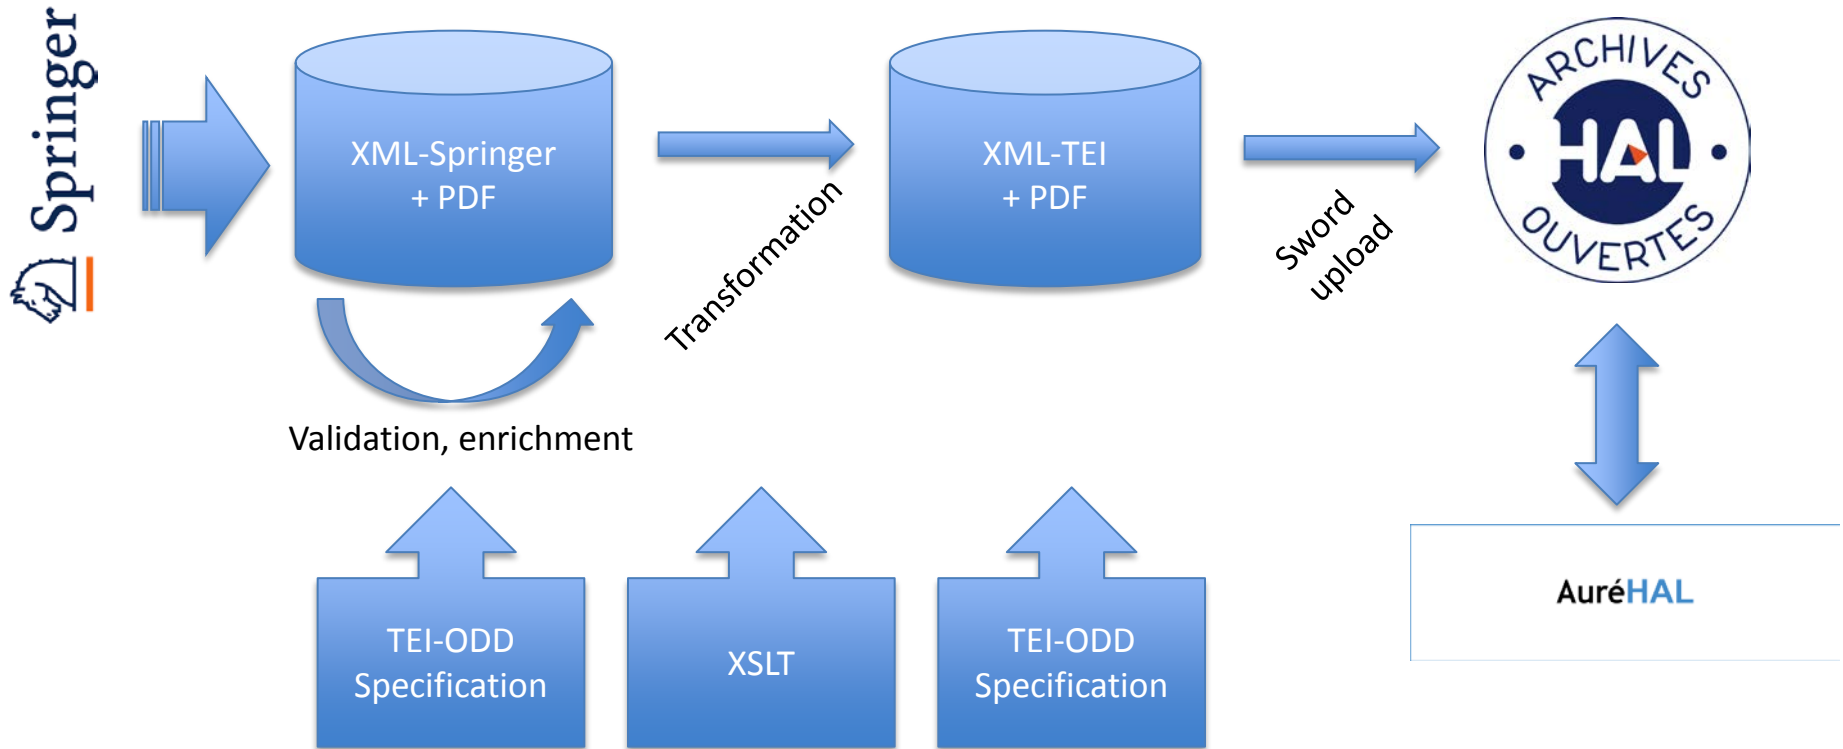 Springer
XML-Springer
+ PDF
Transformation
XML-TEI
+ PDF
Sword
upload
ARCHIVES
HAL
OUVERTES
Validation, enrichment
TEI-ODD
Specification
XSLT
TEI-ODD
Specification
AuréHAL